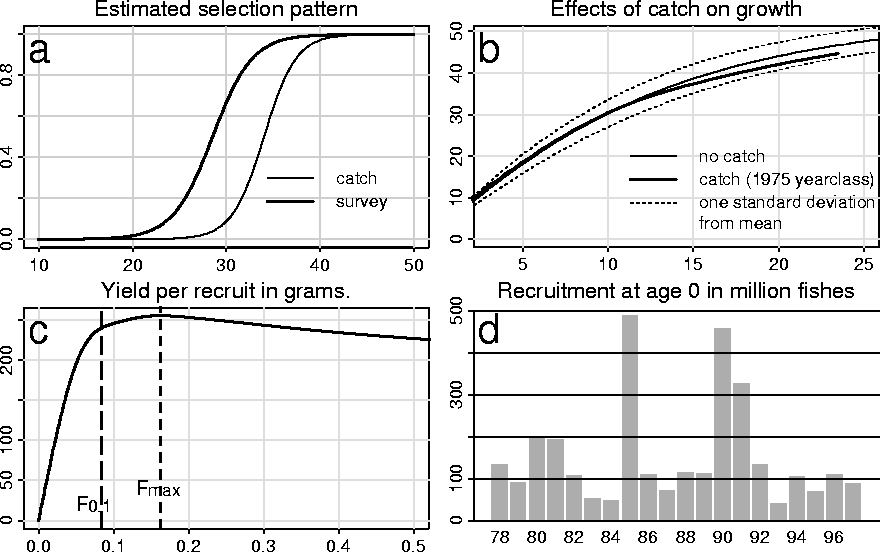 Estimated selection pattern
a
0.8
0.4
0.0
catch
survey
10 20 30 40 50
Effects of catch on growth
b
50
40
30
20
10
0
no catch
catch (1975 yearclass)
one standard deviation
from mean
5 10 15 20 25
Yield per recruit in grams.
c
200
100
50
0
F0.1
Fmax
0.0 0.1 0.2 0.3 0.4 0.5
Recruitment at age 0 in million fishes
d
500
300
100
0
78 80 82 84 86 88 90 92 94 96